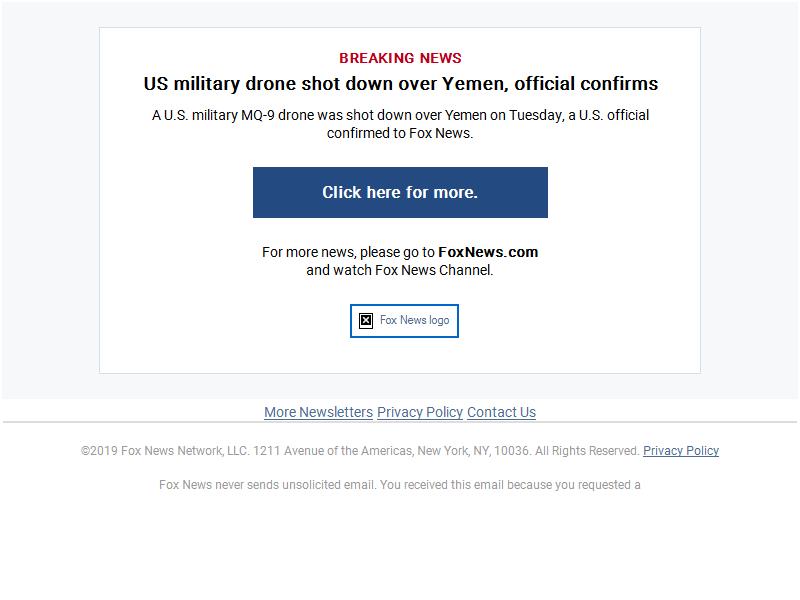 BREAKING NEWS
US military drone shot down over Yemen, official confirms
A U.S. military MQ-9 drone was shot down over Yemen on Tuesday, a U.S. official
confirmed to Fox News.
Click here for more.
For more news, please go to FoxNews.com
and watch Fox News Channel.
Fox News logo
More Newsletters Privacy Policy Contact Us
©2019 Fox News Network, LLC. 1211 Avenue of the Americas, New York, NY, 10036. All Rights Reserved. Privacy Policy
Fox News never sends unsolicited email. You received this email because you requested a